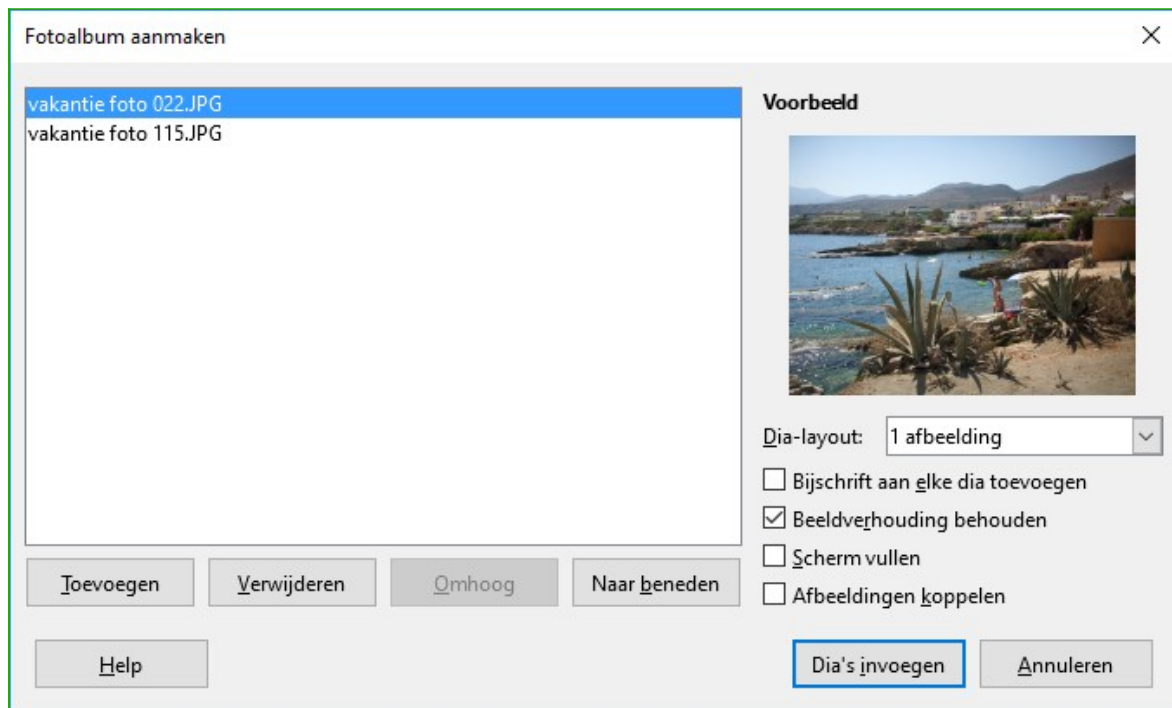 Fotoalbum aanmaken
vakantie foto 022.JPG
vakantie foto 115.JPG
Voorbeeld
Dia-layout: 1 afbeelding
Bijschrift aan elke dia toevoegen
Beeldverhouding behouden
Scherm vullen
Afbeeldingen koppelen
Toevoegen Verwijderen Omhoog Naar beneden
Help Dia's invoegen Annuleren